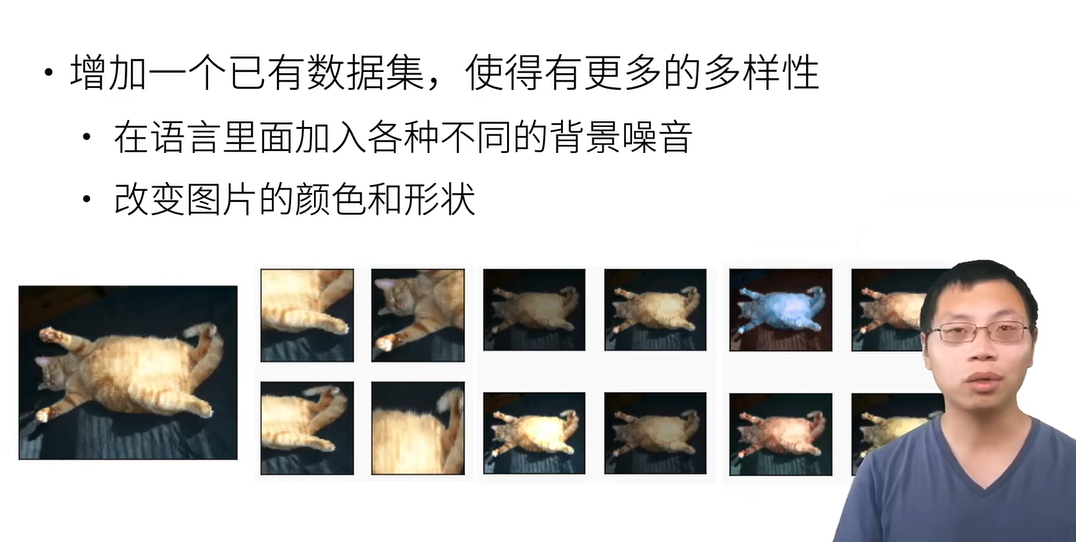 • 增加一个已有数据集，使得有更多的多样性
• 在语言里面加入各种不同的背景噪音
• 改变图片的颜色和形状